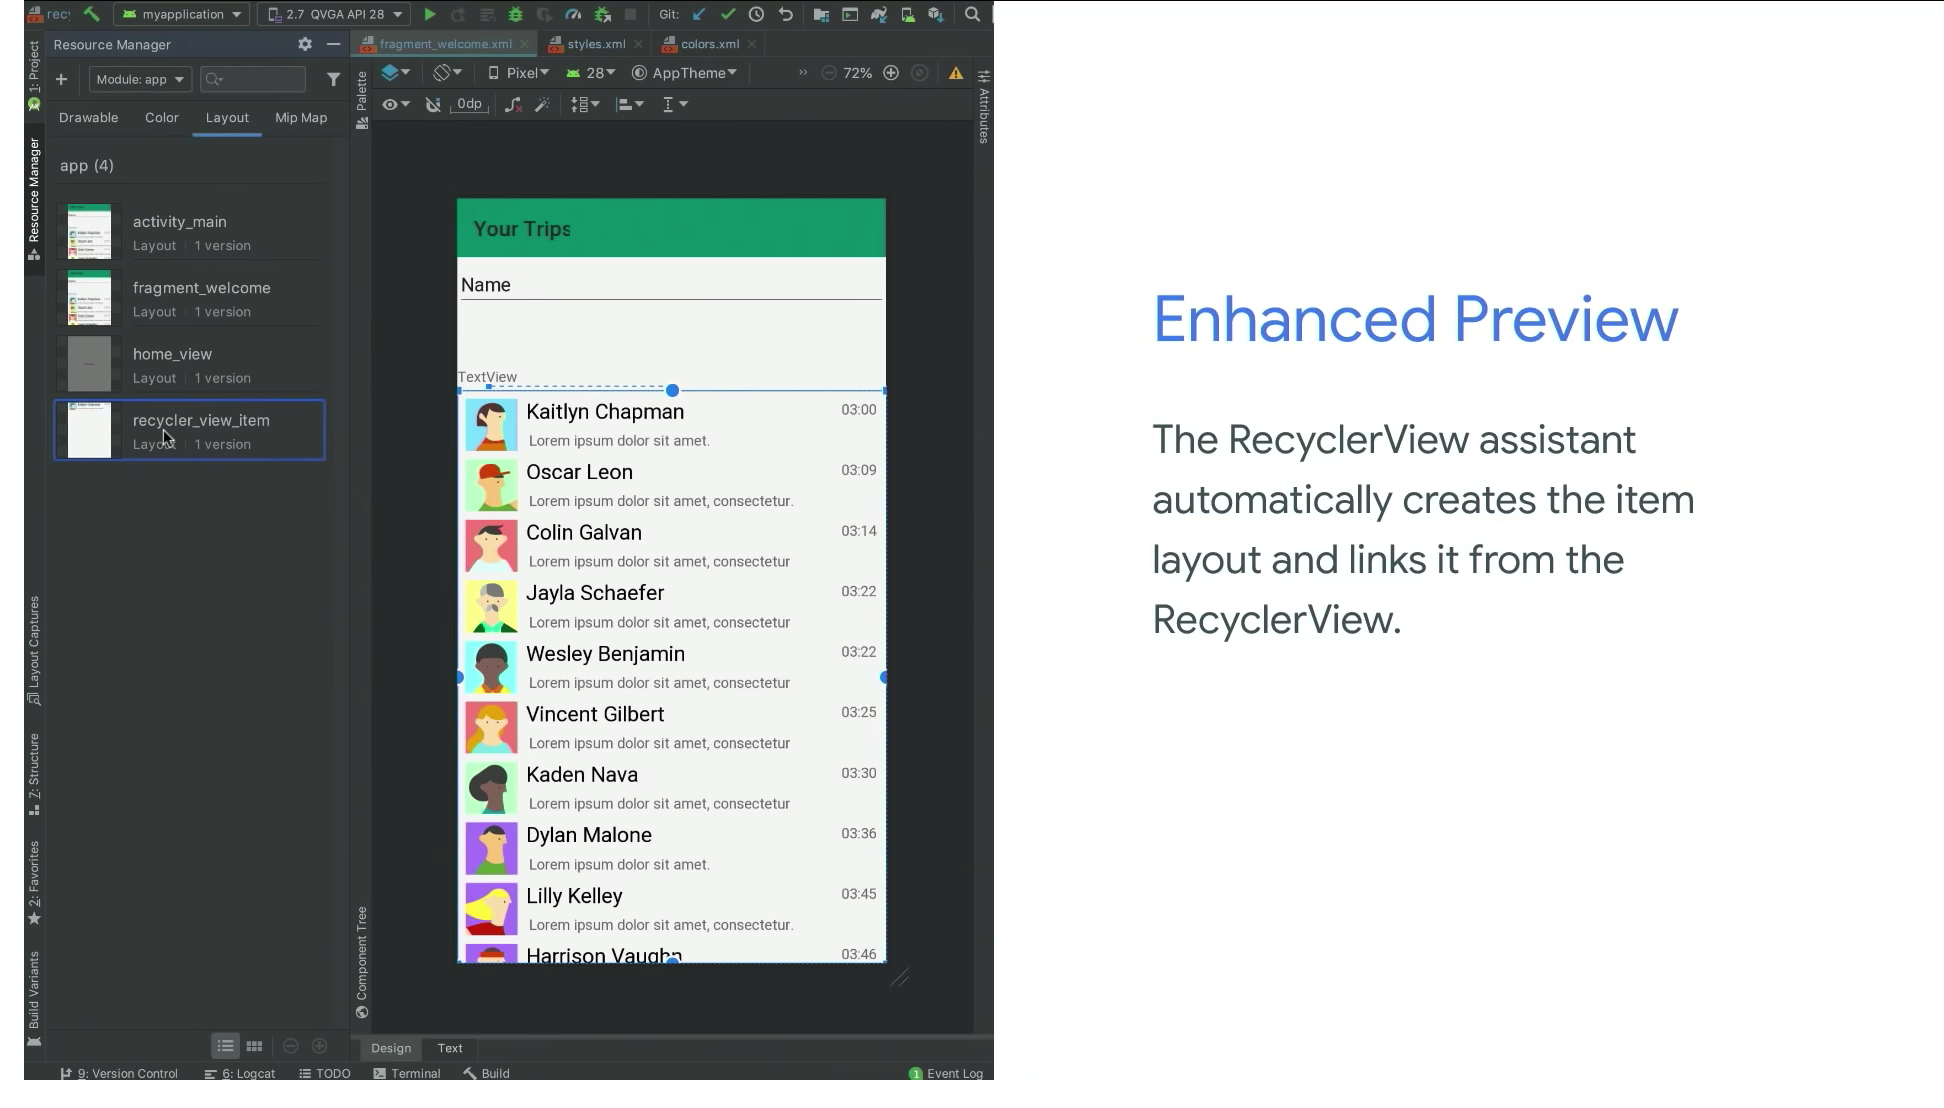 rec
myapplication
2.7 QVGA API 28
Git:
1: Project
Resource Manager
Layout Captures
7: Structure
2: Favorites
Build Variants
Resource Manager
Module: app
Drawable Color Layout Mip Map
app (4)
activity_main
Layout 1 version
fragment_welcome
Layout 1 version
home_view
Layout 1 version
recycler_view_item
Layout 1 version
fragment_welcome.xml
styles.xml
colors.xml
Palette
Component Tree
Pixel
28
AppTheme
72%
0dp
Attributes
Your Trips
Name
TextView
Kaitlyn Chapman 03:00
Lorem ipsum dolor sit amet.
Oscar Leon 03:09
Lorem ipsum dolor sit amet, consectetur.
Colin Galvan 03:14
Lorem ipsum dolor sit amet, consectetur
Jayla Schaefer 03:22
Lorem ipsum dolor sit amet, consectetur
Wesley Benjamin 03:22
Lorem ipsum dolor sit amet, consectetur
Vincent Gilbert 03:25
Lorem ipsum dolor sit amet, consectetur
Kaden Nava 03:30
Lorem ipsum dolor sit amet, consectetur
Dylan Malone 03:36
Lorem ipsum dolor sit amet.
Lilly Kelley 03:45
Lorem ipsum dolor sit amet, consectetur.
Harrison Vaughn 03:46
Design Text
9: Version Control 6: Logcat TODO Terminal Build
1 Event Log
Enhanced Preview
The RecyclerView assistant
automatically creates the item
layout and links it from the
RecyclerView.